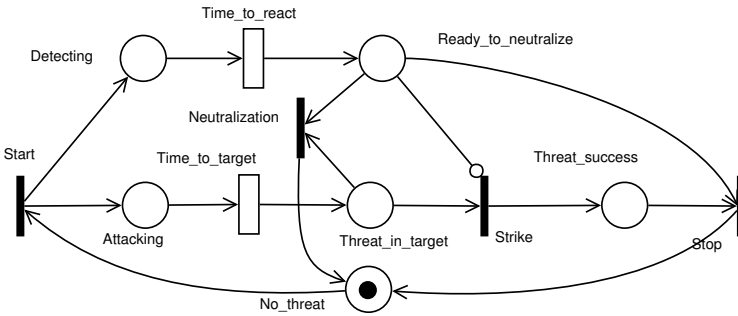 Time_to_react
Detecting
Ready_to_neutralize
Neutralization
Start
Time_to_target
Threat_success
Attacking
Threat_in_target
Strike
Stop
No_threat